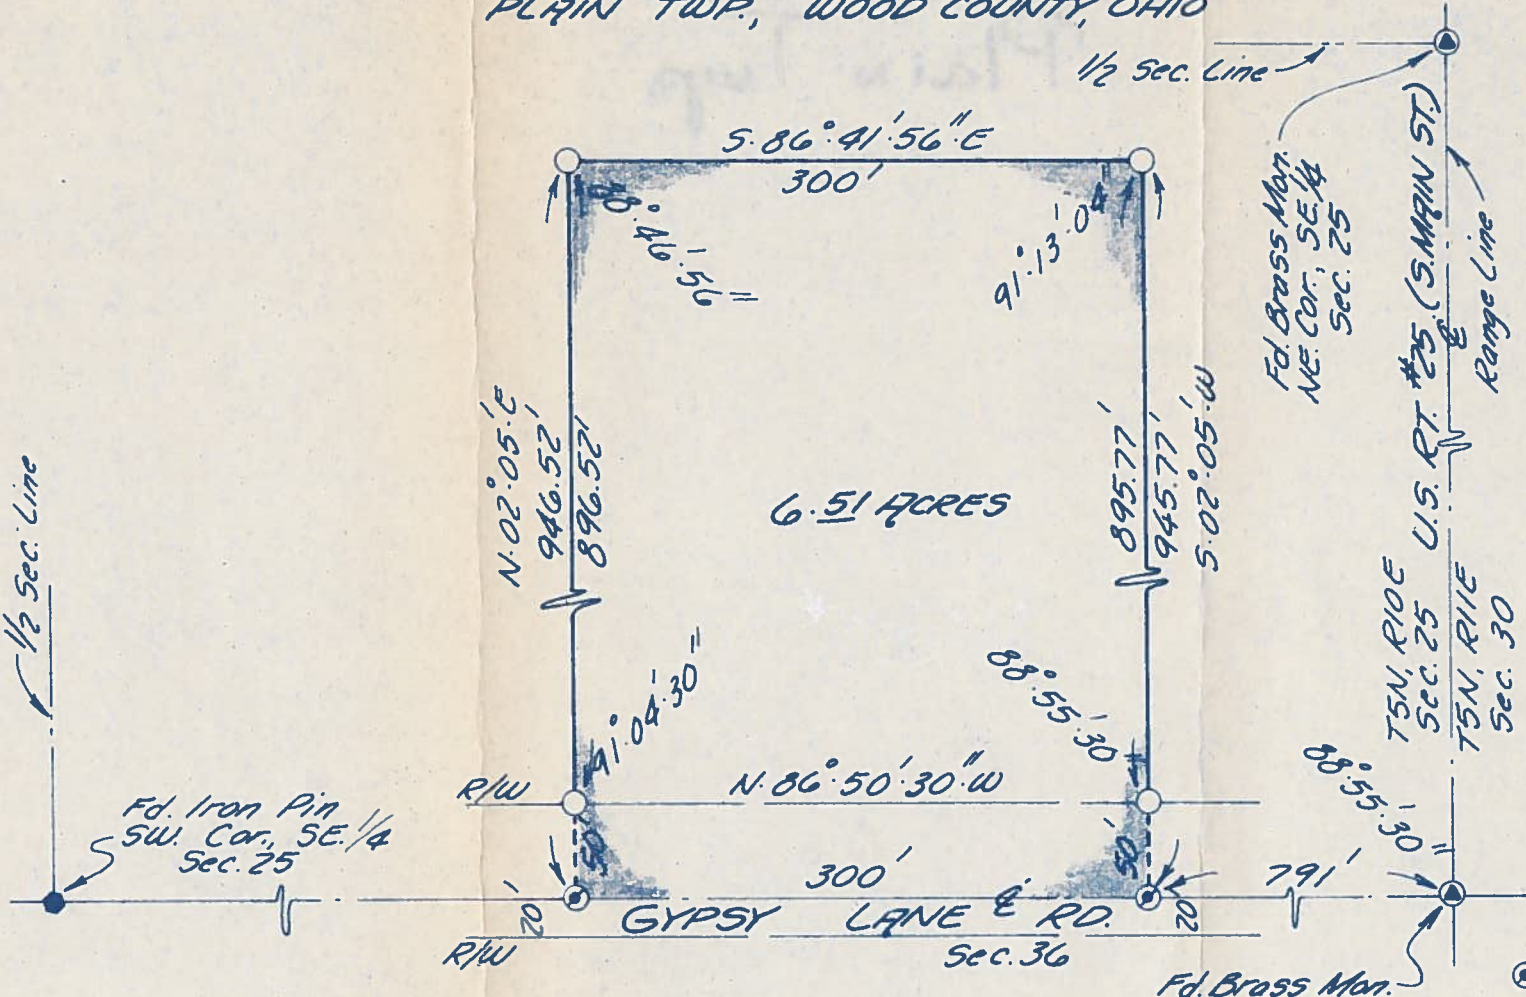 PLAIN TWP., WOOD COUNTY, OHIO
1/2 Sec. Line
S. 86°. 41'. 56". E
300'
88°. 46'. 56"
91°. 13'. 04"
Fd. Brass Mon.
NE. Cor., SE. 1/4
Sec. 25
U.S. RT. #25 (S. MAIN ST.)
℄
Range Line
N. 02°. 05'. E
946.52'
896.52'
895.77'
945.77'
S. 02°. 05'. W
6.51 ACRES
1/2 Sec. Line
T5N, R10E
Sec. 25
T5N, R11E
Sec. 30
91°. 04'. 30"
88°. 55'. 30"
88°. 55'. 30"
R/W
N. 86°. 50'. 30". W
Fd. Iron Pin
SW. Cor., SE. 1/4
Sec. 25
50'
50'
300'
791'
20'
GYPSY LANE ℄ RD.
20'
R/W
Sec. 36
Fd. Brass Mon.